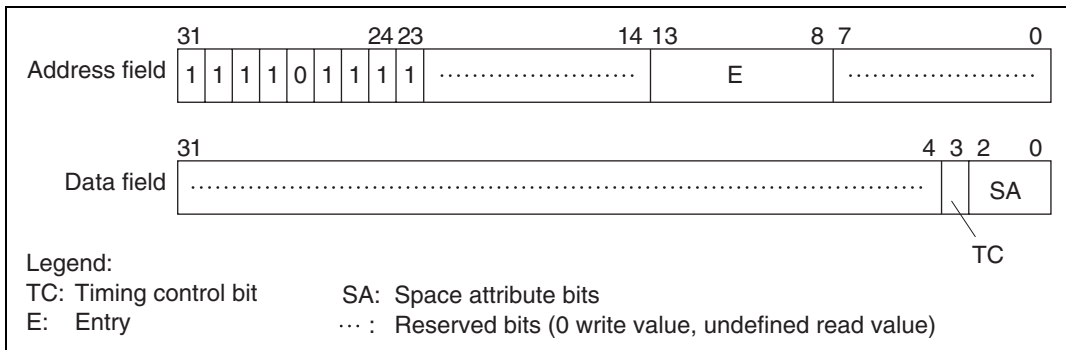 31 24 23 14 13 8 7 0
Address field 1 1 1 1 0 1 1 1 1 ........................ E .......................
31 4 3 2 0
Data field ........................................................................................... SA
TC
Legend:
TC: Timing control bit SA: Space attribute bits
E: Entry ··· : Reserved bits (0 write value, undefined read value)